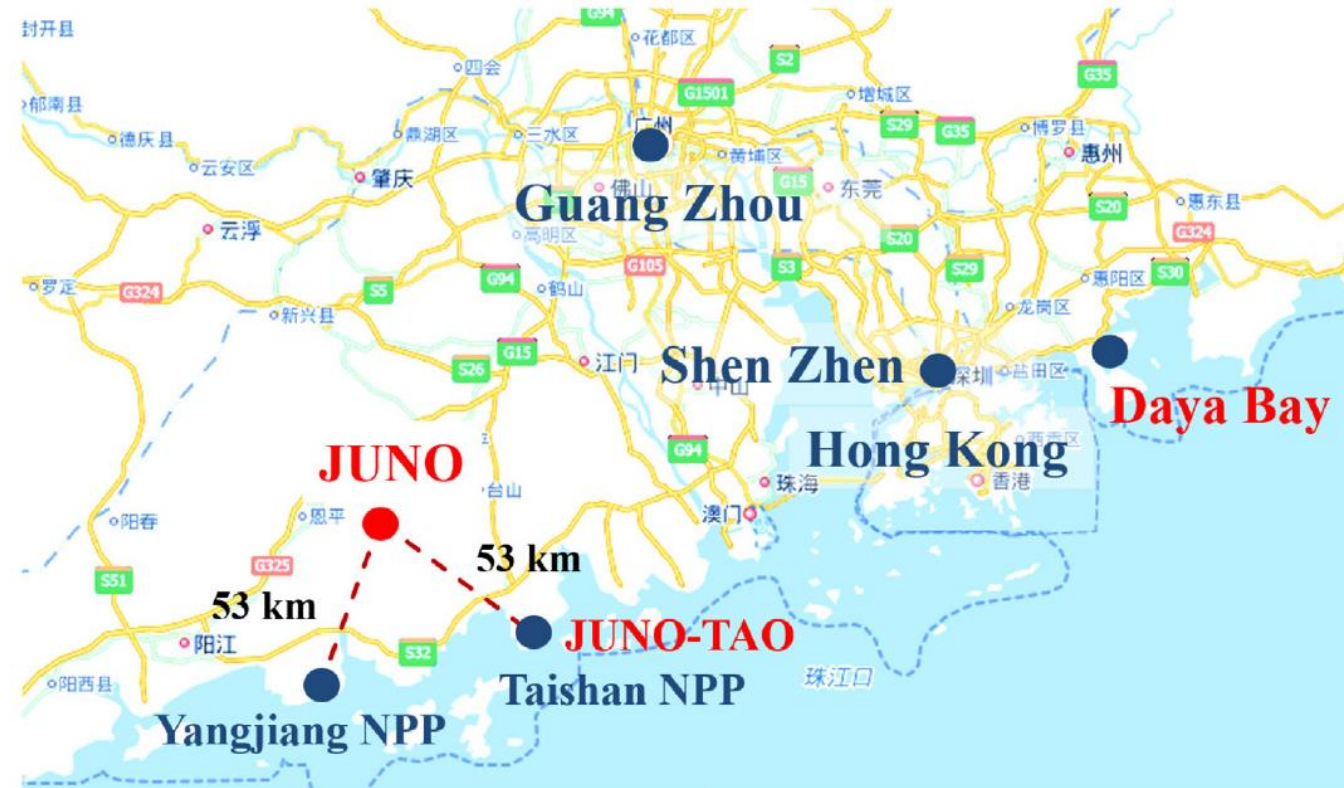 封开县
G94
花都区
S2
G35
四会
G1501
增城区
郁南县
德庆县
鼎湖区
三水区
广州
S29
G35
博罗县
云安区
肇庆
黄埔区
惠州
佛山
G15
东莞
S20
惠东县
Guang Zhou
云浮
高明区
S20
G324
罗定
G324
S5
G94
鹤山
G105
S3
S29
惠阳区
S30
新兴县
龙岗区
S26
G15
江门
Shen Zhen
中山
深圳
盐田区
Daya Bay
JUNO
G94
Hong Kong
西贡区
台山
珠海
香港
阳春
恩平
澳门
S51
G325
53 km
53 km
阳江
S32
JUNO-TAO
珠江口
阳西县
Taishan NPP
Yangjiang NPP